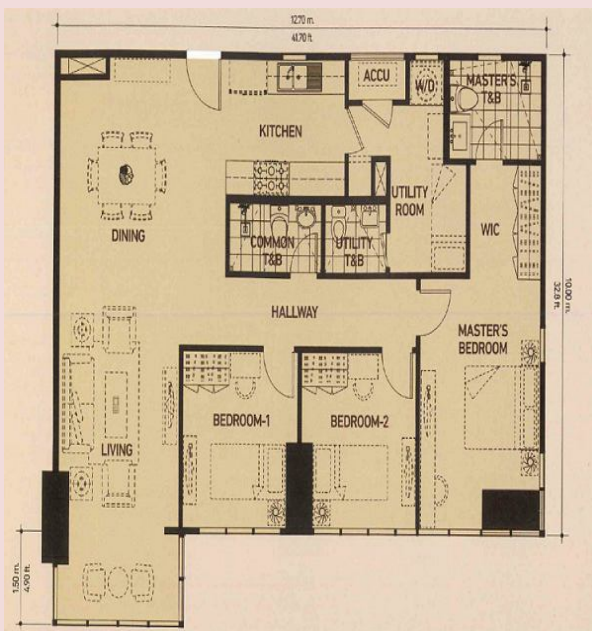 12.70 m.
41.70 ft.
ACCU
W/D
MASTER'S
T&B
KITCHEN
UTILITY
ROOM
WIC
DINING
COMMON
T&B
UTILITY
T&B
10.00 m.
32.8 ft.
HALLWAY
MASTER'S
BEDROOM
BEDROOM-1
BEDROOM-2
LIVING
1.50 m.
4.90 ft.